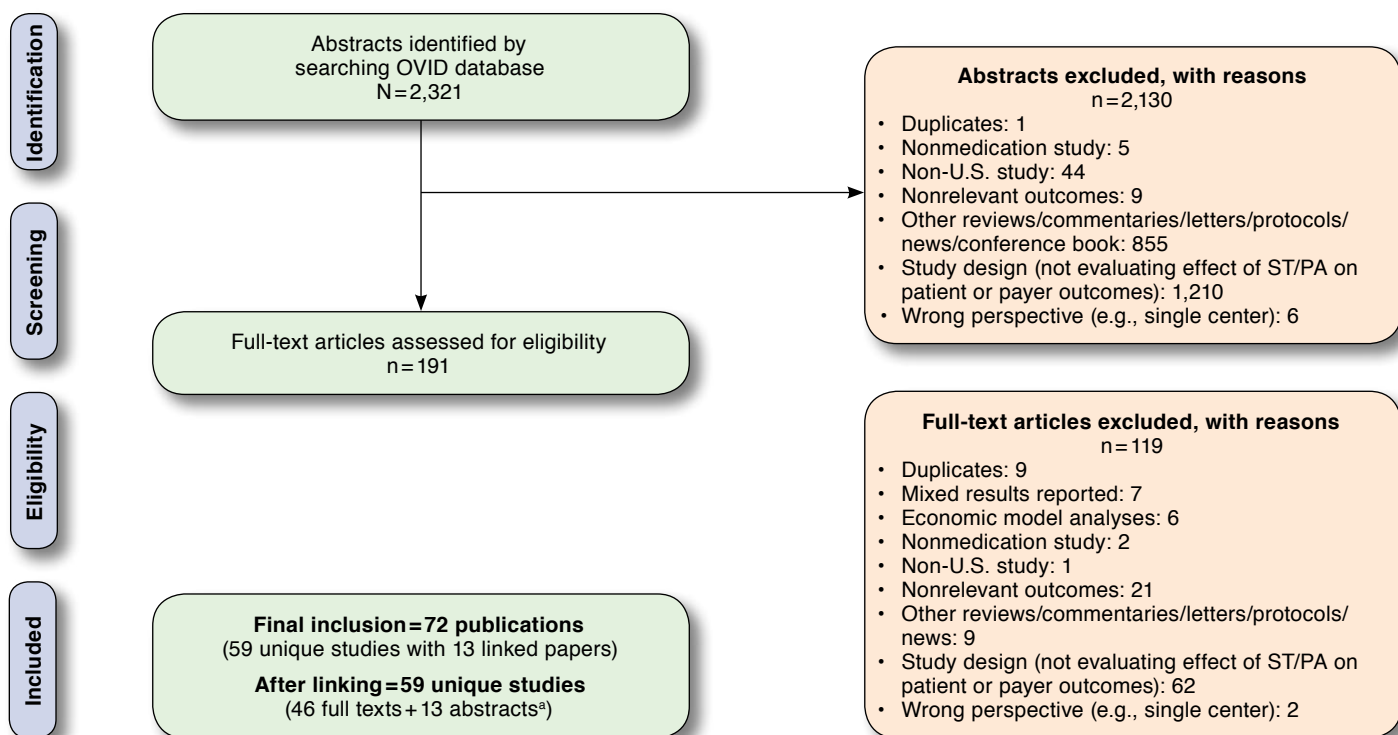 Identification
Abstracts identified by
searching OVID database
N=2,321
Abstracts excluded, with reasons
n=2,130
• Duplicates: 1
• Nonmedication study: 5
• Non-U.S. study: 44
• Nonrelevant outcomes: 9
• Other reviews/commentaries/letters/protocols/
news/conference book: 855
• Study design (not evaluating effect of ST/PA on
patient or payer outcomes): 1,210
• Wrong perspective (e.g., single center): 6
Screening
Full-text articles assessed for eligibility
n=191
Eligibility
Full-text articles excluded, with reasons
n=119
• Duplicates: 9
• Mixed results reported: 7
• Economic model analyses: 6
• Nonmedication study: 2
• Non-U.S. study: 1
• Nonrelevant outcomes: 21
• Other reviews/commentaries/letters/protocols/
news: 9
• Study design (not evaluating effect of ST/PA on
patient or payer outcomes): 62
• Wrong perspective (e.g., single center): 2
Included
Final inclusion=72 publications
(59 unique studies with 13 linked papers)
After linking=59 unique studies
(46 full texts+13 abstractsᵃ)